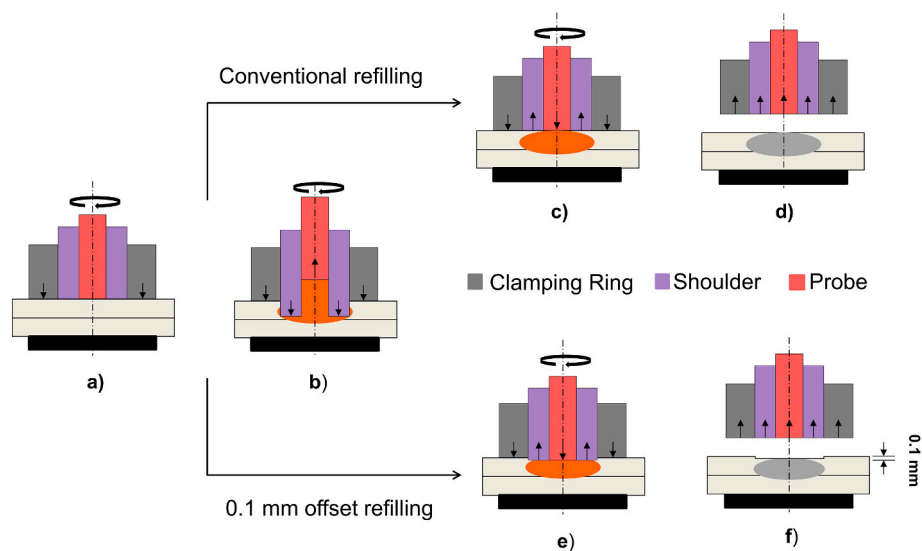 Conventional refilling
c)
d)
Clamping Ring
Shoulder
Probe
a)
b)
0.1 mm offset refilling
e)
f)
0.1 mm